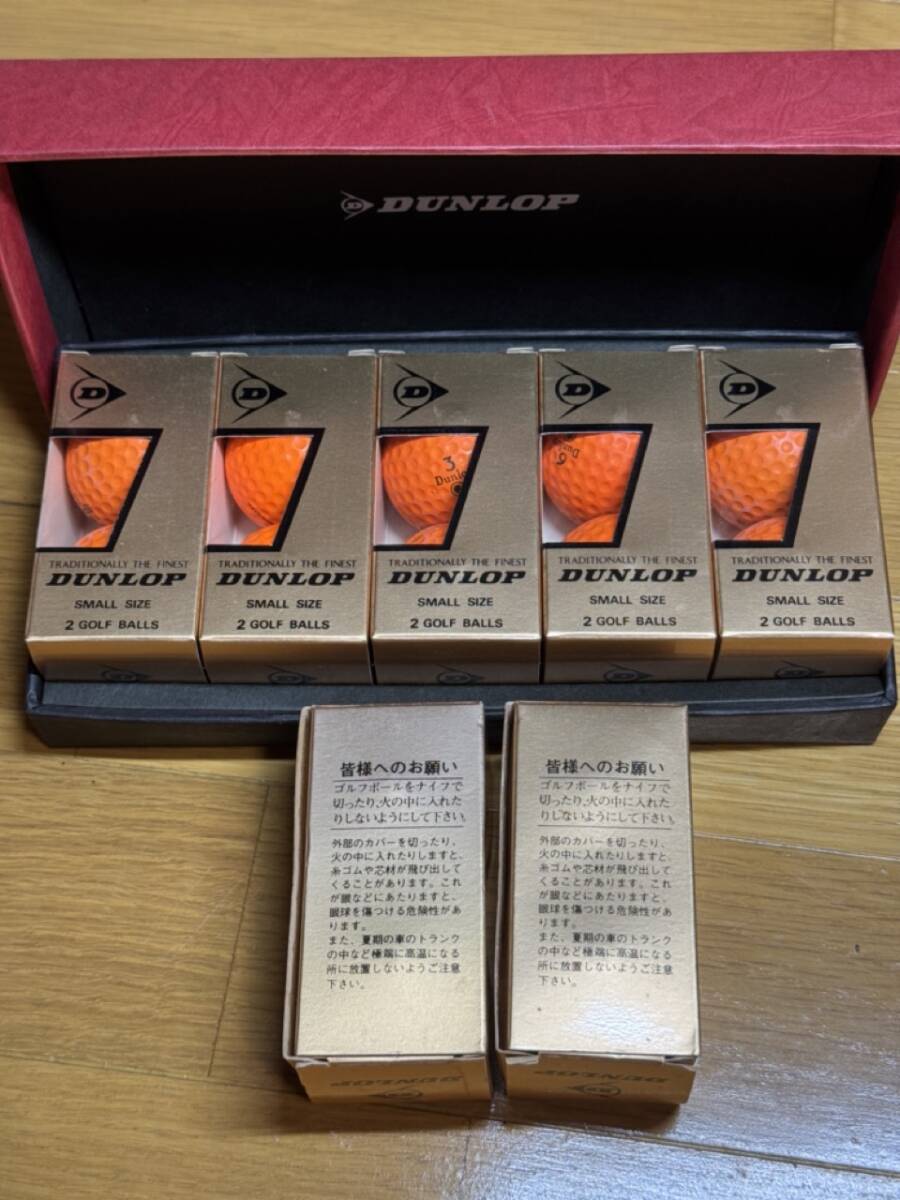 DUNLOP
D
TRADITIONALLY THE FINEST
DUNLOP
SMALL SIZE
2 GOLF BALLS
D
TRADITIONALLY THE FINEST
DUNLOP
SMALL SIZE
2 GOLF BALLS
D
3
Dunlo
TRADITIONALLY THE FINEST
DUNLOP
SMALL SIZE
2 GOLF BALLS
D
TRADITIONALLY THE FINEST
DUNLOP
SMALL SIZE
2 GOLF BALLS
D
TRADITIONALLY THE FINEST
DUNLOP
SMALL SIZE
2 GOLF BALLS
皆様へのお願い
ゴルフボールをナイフで
切ったり、火の中に入れた
りしないようにして下さい。
外部のカバーを切ったり、
火の中に入れたりしますと、
糸ゴムや芯材が飛び出して
くることがあります。これ
が眼などにあたりますと、
眼球を傷つける危険性があ
ります。
また、夏期の車のトランク
の中など極端に高温になる
所に放置しないようご注意
下さい。
DUNLOP
皆様へのお願い
ゴルフボールをナイフで
切ったり、火の中に入れた
りしないようにして下さい。
外部のカバーを切ったり、
火の中に入れたりしますと、
糸ゴムや芯材が飛び出して
くることがあります。これ
が眼などにあたりますと、
眼球を傷つける危険性があ
ります。
また、夏期の車のトランク
の中など極端に高温になる
所に放置しないようご注意
下さい。
DUNLOP